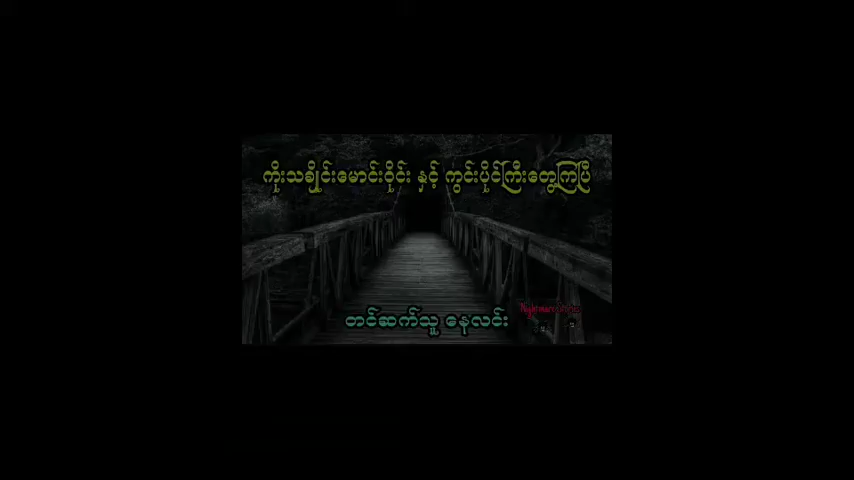 ကိုးသချိုင်းမောင်းဝိုင်း နှင့် ကွင်းပိုင်ကြီးတွေ့ကြပြီ
တင်ဆက်သူ နေလင်း